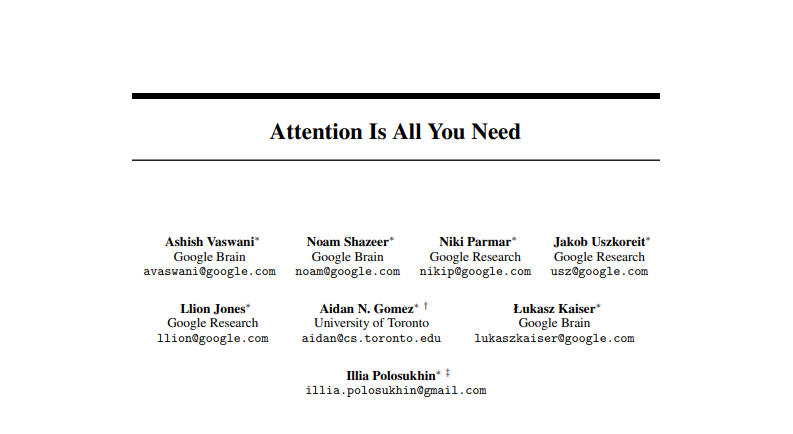 Attention Is All You Need
Ashish Vaswani* Noam Shazeer* Niki Parmar* Jakob Uszkoreit*
Google Brain Google Brain Google Research Google Research
avaswani@google.com noam@google.com nikip@google.com usz@google.com
Llion Jones* Aidan N. Gomez* † Łukasz Kaiser*
Google Research University of Toronto Google Brain
llion@google.com aidan@cs.toronto.edu lukaszkaiser@google.com
Illia Polosukhin* ‡
illia.polosukhin@gmail.com